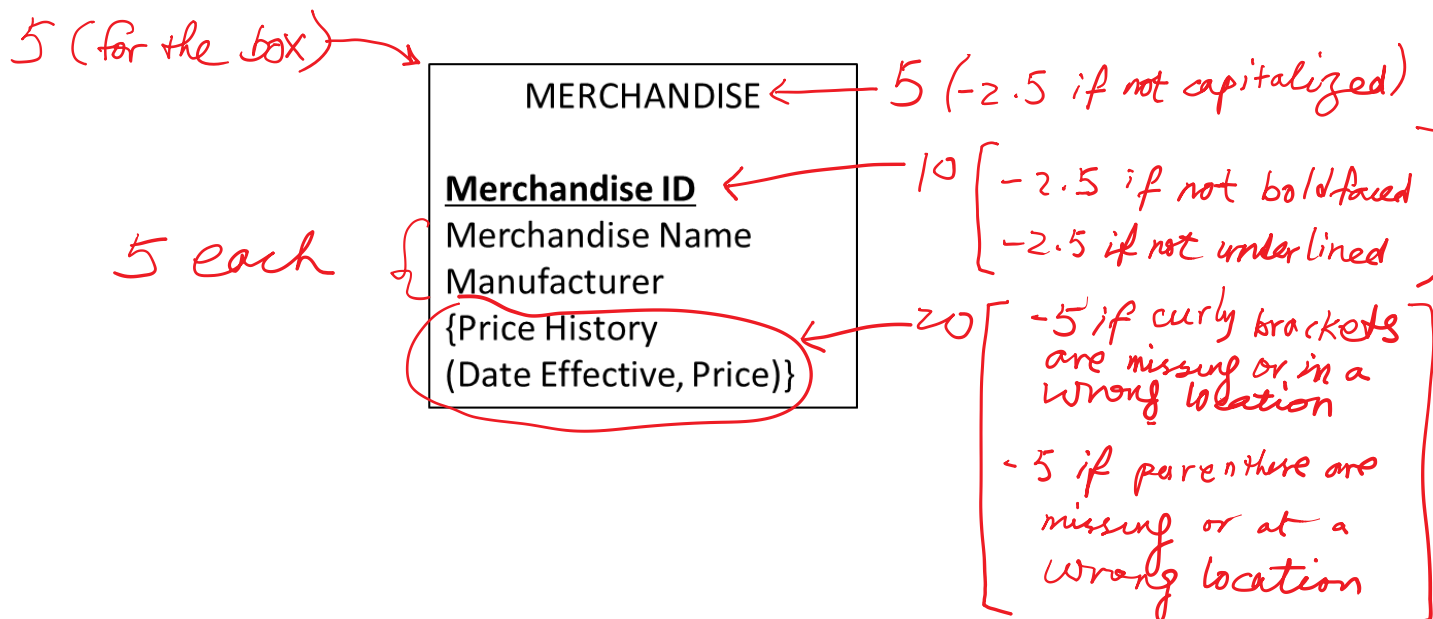 5 (for the box)
MERCHANDISE
5 (-2.5 if not capitalized)
Merchandise ID
10
-2.5 if not boldfaced
-2.5 if not underlined
5 each
Merchandise Name
Manufacturer
{Price History
(Date Effective, Price)}
20
-5 if curly brackets
are missing or in a
wrong location
-5 if parenthese are
missing or at a
wrong location